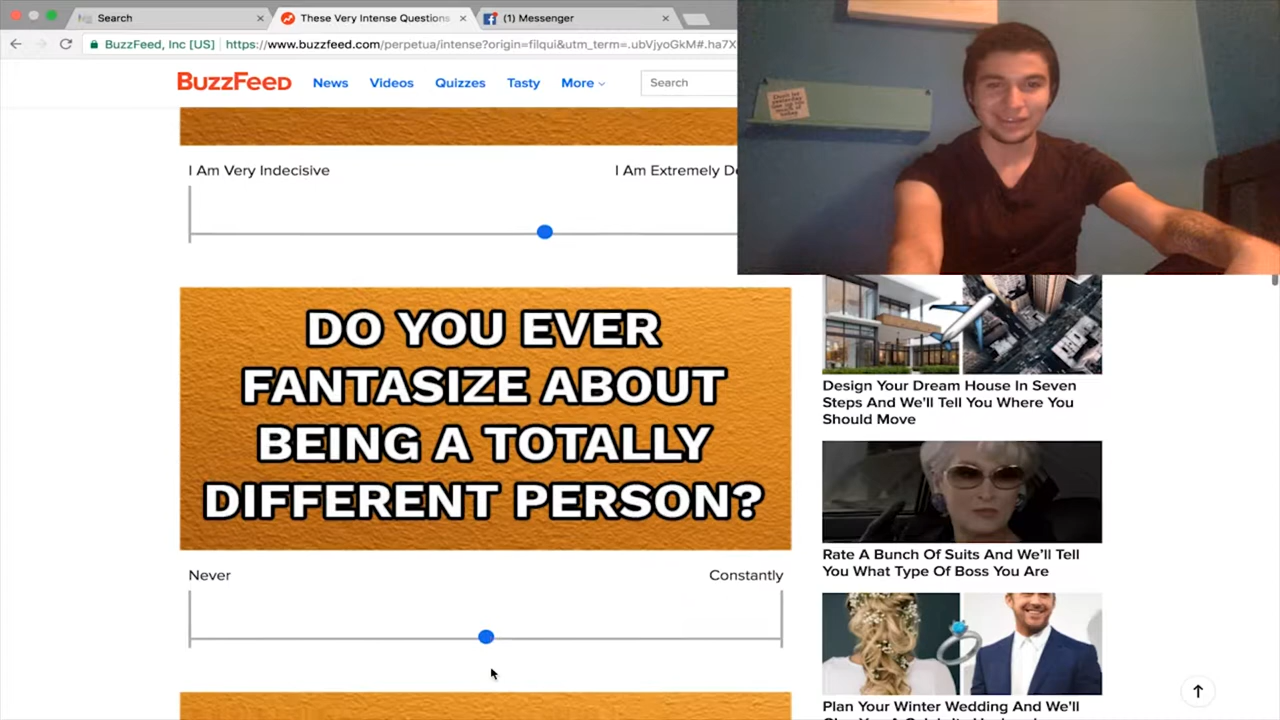 Search
These Very Intense Questions
(1) Messenger
BuzzFeed, Inc [US]
https://www.buzzfeed.com/perpetua/intense?origin=filqui&utm_term=.ubVjyoGkM#.ha7X
BuzzFeed
News
Videos
Quizzes
Tasty
More
Search
I Am Very Indecisive
I Am Extremely De
DO YOU EVER
FANTASIZE ABOUT
BEING A TOTALLY
DIFFERENT PERSON?
Never
Constantly
Design Your Dream House In Seven
Steps And We'll Tell You Where You
Should Move
Rate A Bunch Of Suits And We'll Tell
You What Type Of Boss You Are
Plan Your Winter Wedding And We'll